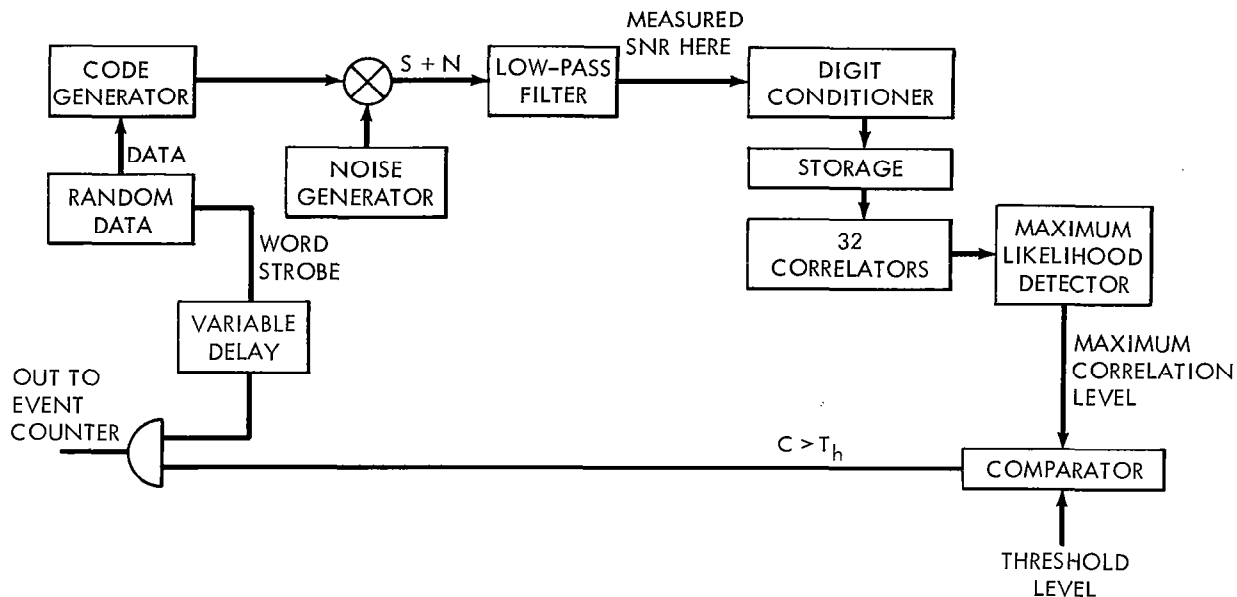 CODE
GENERATOR
DATA
RANDOM
DATA
WORD
STROBE
VARIABLE
DELAY
OUT TO
EVENT
COUNTER
S + N
NOISE
GENERATOR
LOW-PASS
FILTER
MEASURED
SNR HERE
DIGIT
CONDITIONER
STORAGE
32
CORRELATORS
MAXIMUM
LIKELIHOOD
DETECTOR
MAXIMUM
CORRELATION
LEVEL
C > Th
COMPARATOR
THRESHOLD
LEVEL